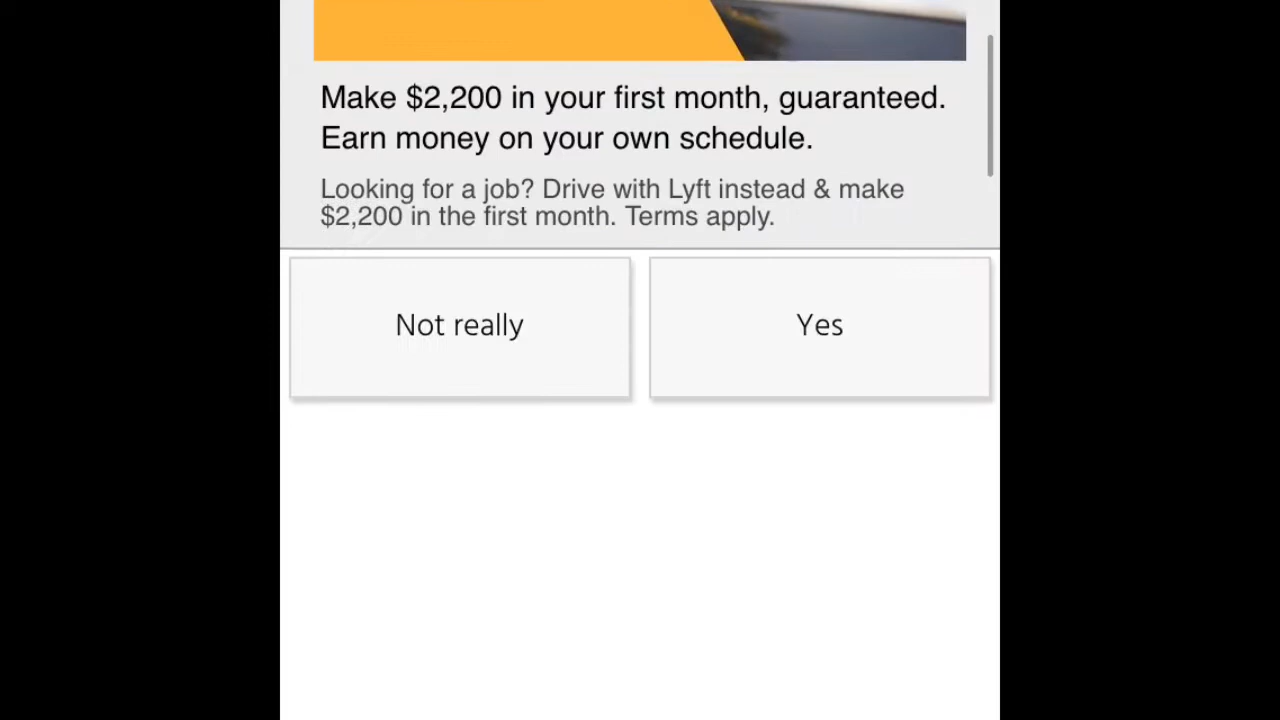 Make $2,200 in your first month, guaranteed.
Earn money on your own schedule.
Looking for a job? Drive with Lyft instead & make
$2,200 in the first month. Terms apply.
Not really
Yes